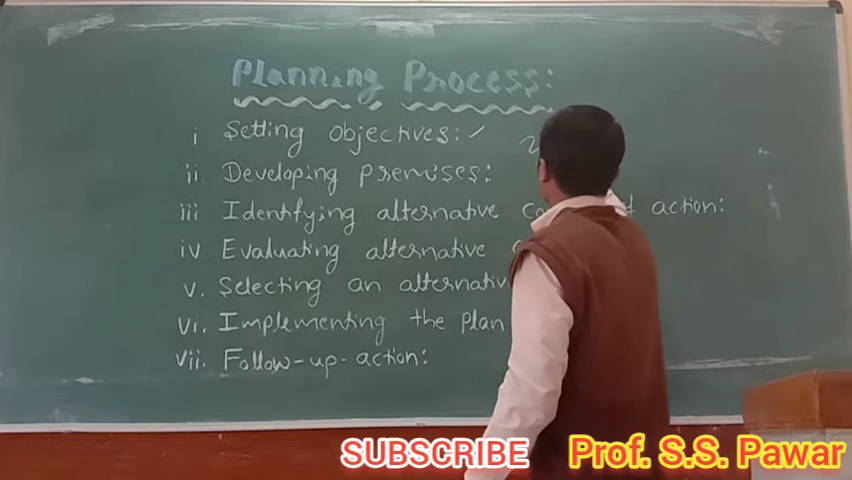 Planning Process:
i Setting objectives:
ii. Developing premises:
iii Identifying alternative action:
iv. Evaluating alternative
v. Selecting an alternative
vi. Implementing the plan
vii. Follow-up-action:
SUBSCRIBE Prof. S.S. Pawar